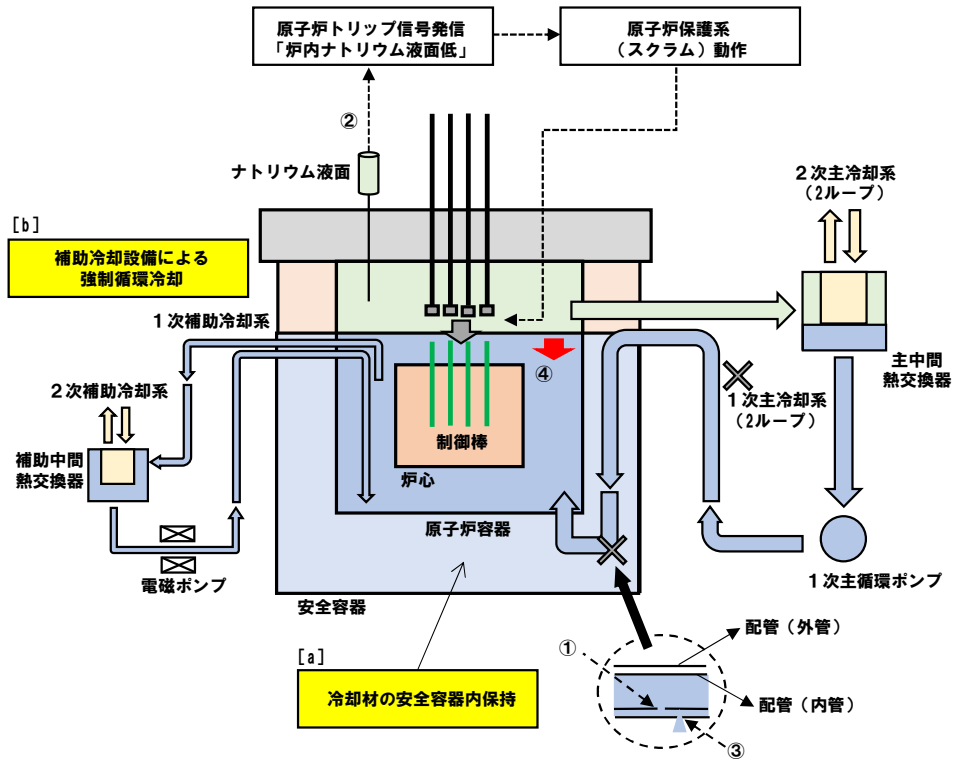 原子炉トリップ信号発信
「炉内ナトリウム液面低」
原子炉保護系
(スクラム)動作
②
ナトリウム液面
2次主冷却系
(2ループ)
[b]
補助冷却設備による
強制循環冷却
1次補助冷却系
④
2次補助冷却系
1次主冷却系
(2ループ)
主中間
熱交換器
制御棒
補助中間
熱交換器
炉心
原子炉容器
電磁ポンプ
1次主循環ポンプ
安全容器
[a]
冷却材の安全容器内保持
①
配管(外管)
配管(内管)
③